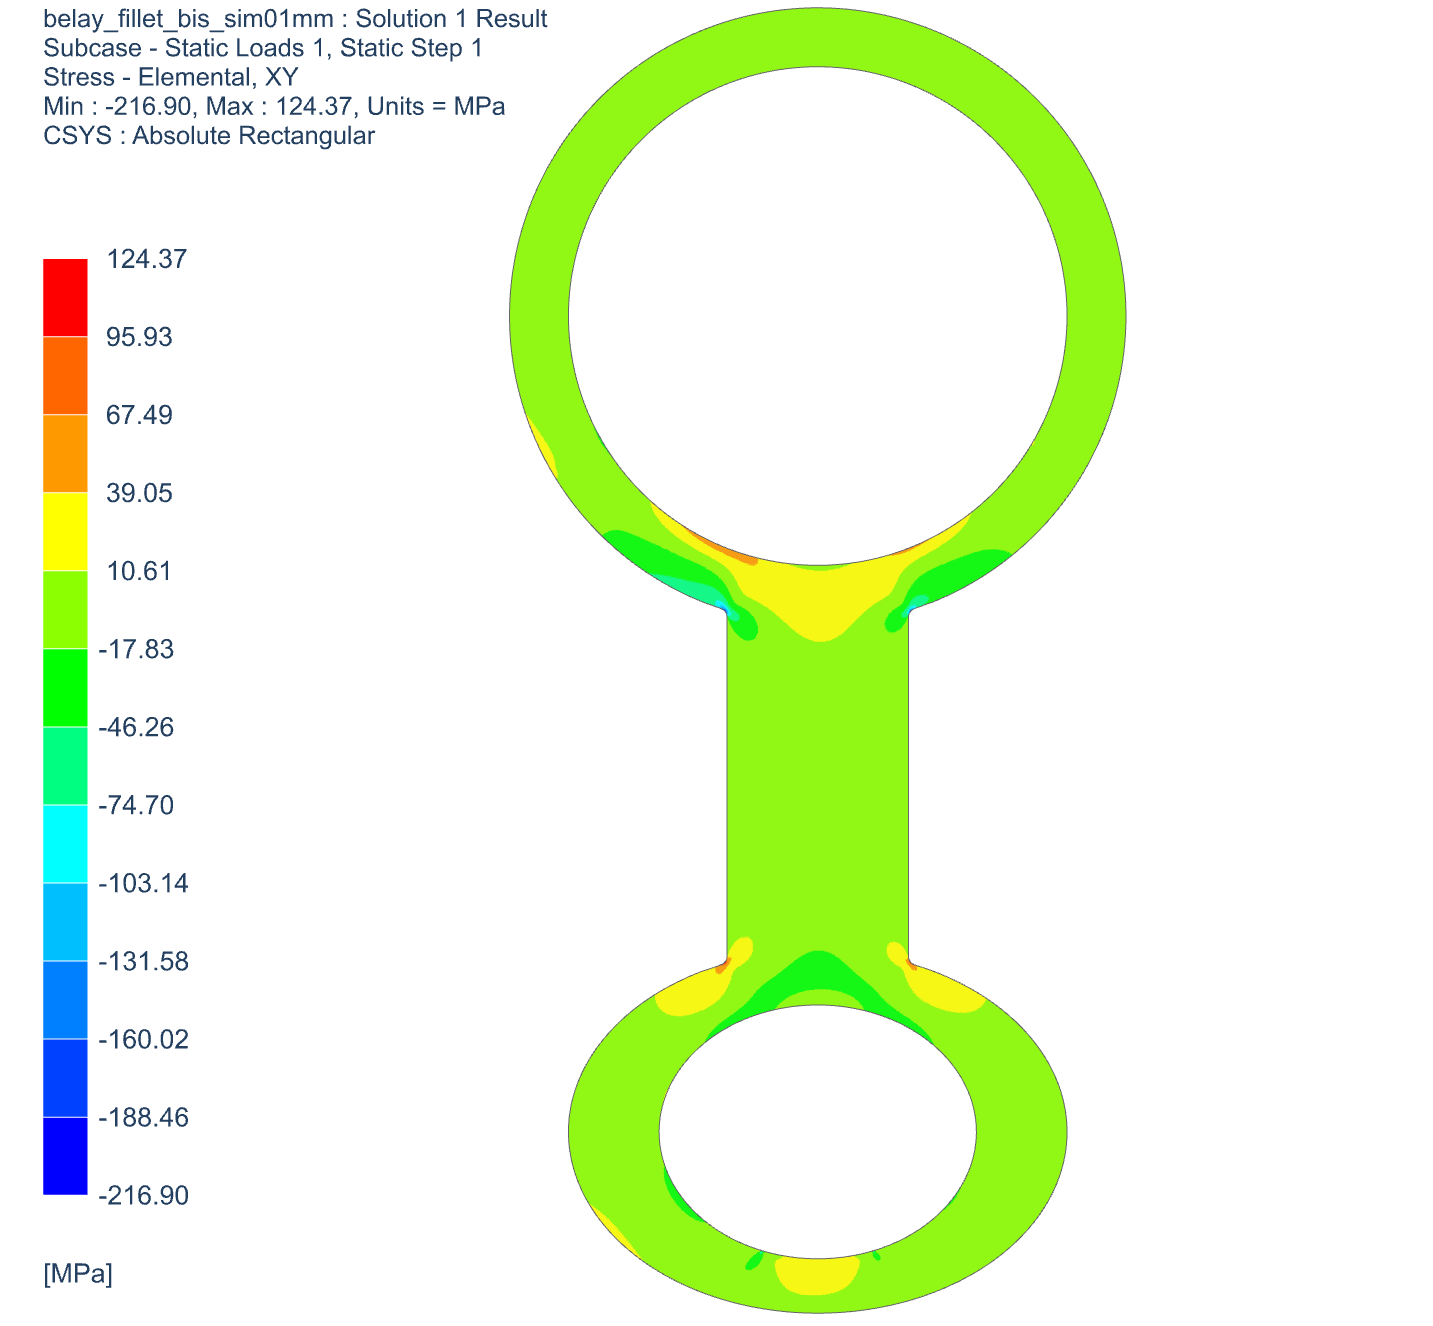 belay_fillet_bis_sim01mm : Solution 1 Result
Subcase - Static Loads 1, Static Step 1
Stress - Elemental, XY
Min : -216.90, Max : 124.37, Units = MPa
CSYS : Absolute Rectangular
124.37
95.93
67.49
39.05
10.61
-17.83
-46.26
-74.70
-103.14
-131.58
-160.02
-188.46
-216.90
[MPa]